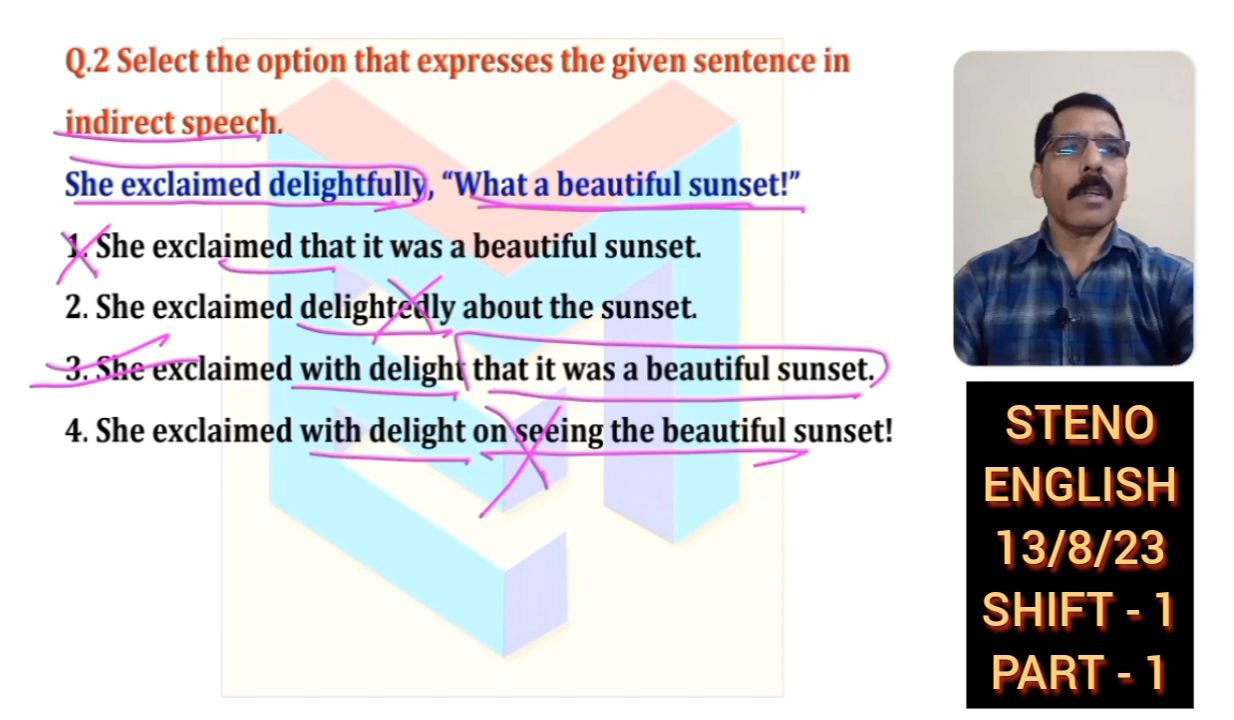 Q.2 Select the option that expresses the given sentence in
indirect speech.
She exclaimed delightfully, “What a beautiful sunset!”
1. She exclaimed that it was a beautiful sunset.
2. She exclaimed delightedly about the sunset.
3. She exclaimed with delight that it was a beautiful sunset.
4. She exclaimed with delight on seeing the beautiful sunset!
STENO
ENGLISH
13/8/23
SHIFT - 1
PART - 1